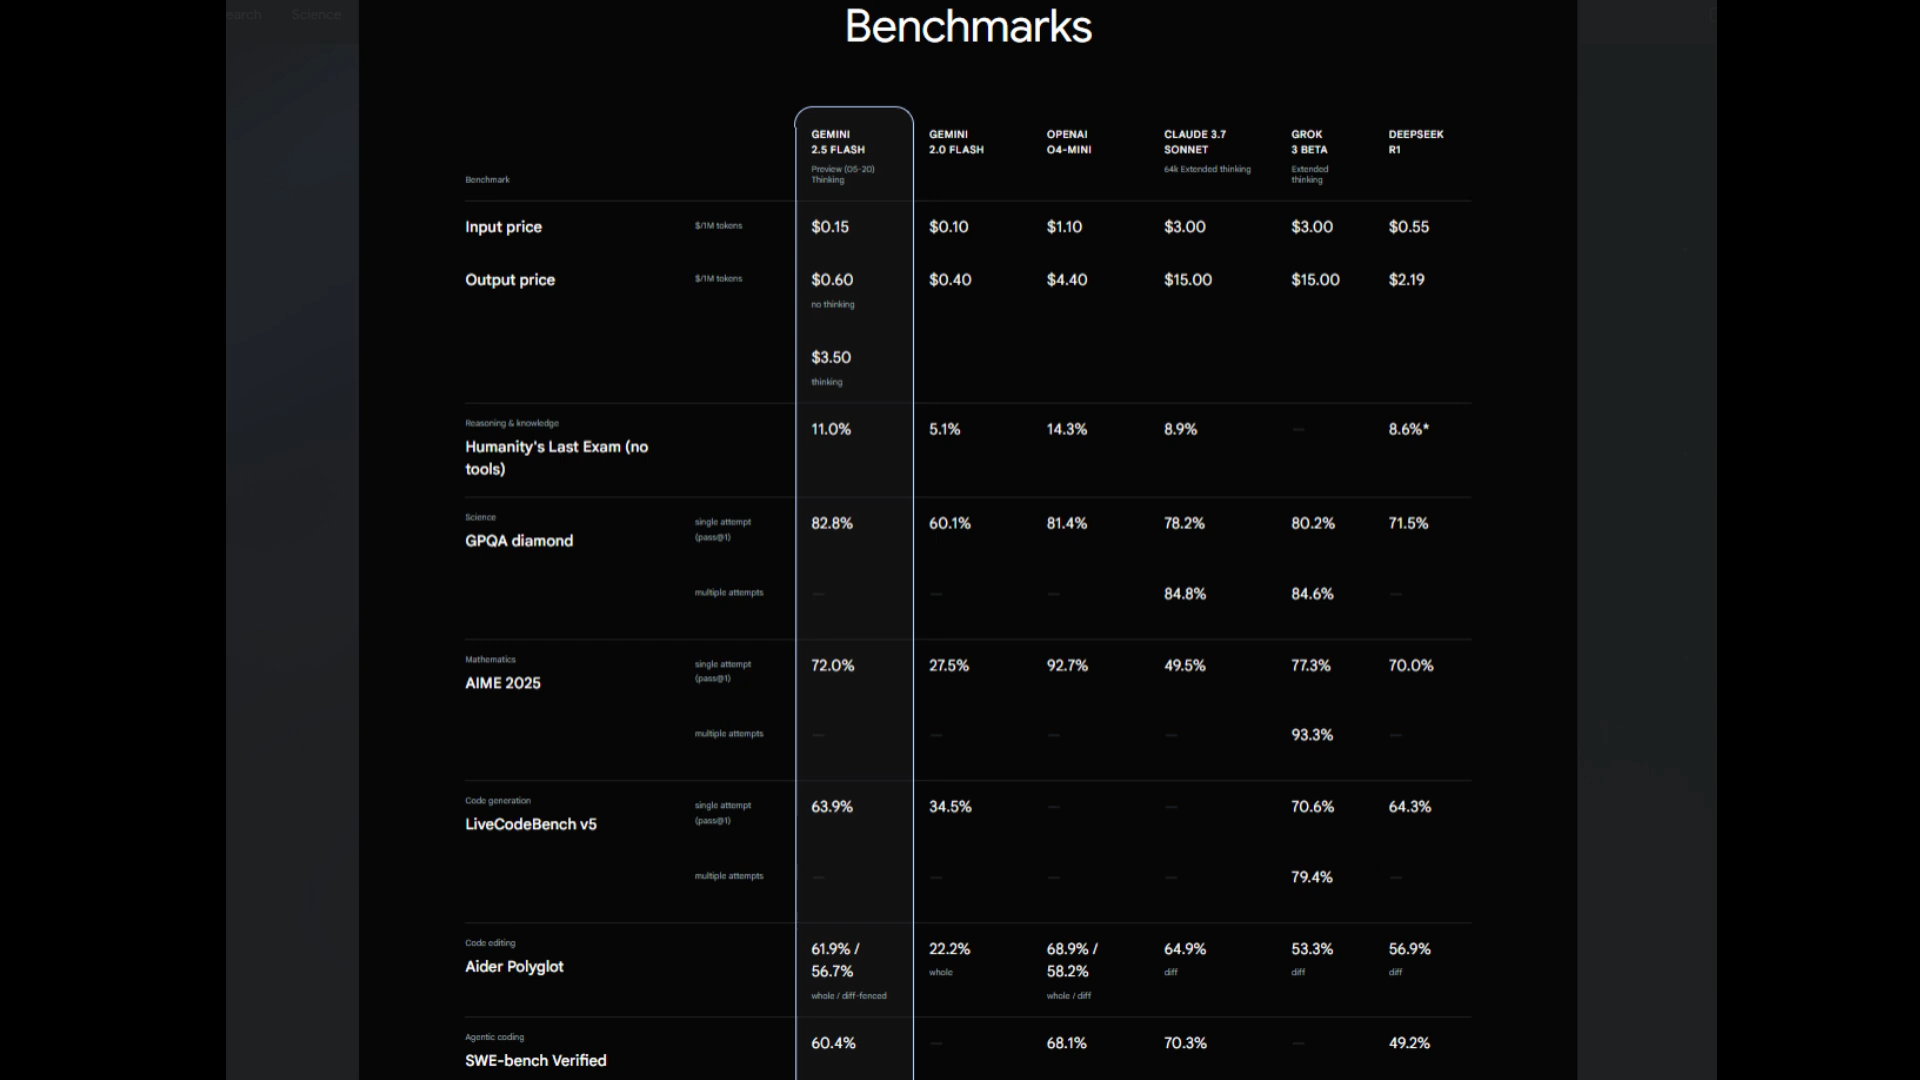 earch Science
Benchmarks
Benchmark
GEMINI
2.5 FLASH
Preview (05-20)
Thinking
GEMINI
2.0 FLASH
OPENAI
O4-MINI
CLAUDE 3.7
SONNET
64k Extended thinking
GROK
3 BETA
Extended
thinking
DEEPSEEK
R1
Input price $/1M tokens $0.15 $0.10 $1.10 $3.00 $3.00 $0.55
Output price $/1M tokens $0.60 $0.40 $4.40 $15.00 $15.00 $2.19
no thinking
$3.50
thinking
Reasoning & knowledge
Humanity's Last Exam (no
tools)
11.0% 5.1% 14.3% 8.9% — 8.6%*
Science
GPQA diamond
single attempt
(pass@1)
82.8% 60.1% 81.4% 78.2% 80.2% 71.5%
multiple attempts — — — 84.8% 84.6% —
Mathematics
AIME 2025
single attempt
(pass@1)
72.0% 27.5% 92.7% 49.5% 77.3% 70.0%
multiple attempts — — — — 93.3% —
Code generation
LiveCodeBench v5
single attempt
(pass@1)
63.9% 34.5% — — 70.6% 64.3%
multiple attempts — — — — 79.4% —
Code editing
Aider Polyglot
61.9% /
56.7%
whole / diff-fenced
22.2%
whole
68.9% /
58.2%
whole / diff
64.9%
diff
53.3%
diff
56.9%
diff
Agentic coding
SWE-bench Verified
60.4% — 68.1% 70.3% — 49.2%